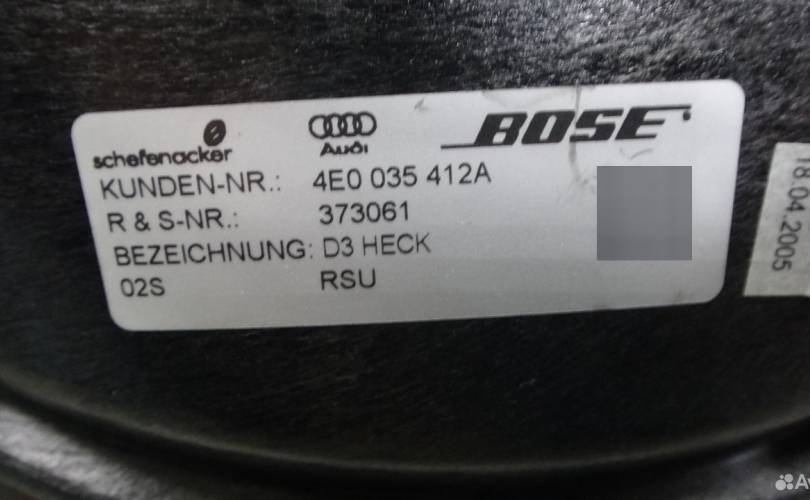 schefenacker
Audi
BOSE
KUNDEN-NR.: 4E0 035 412A
R & S-NR.: 373061
BEZEICHNUNG: D3 HECK
02S RSU
18.04.2005